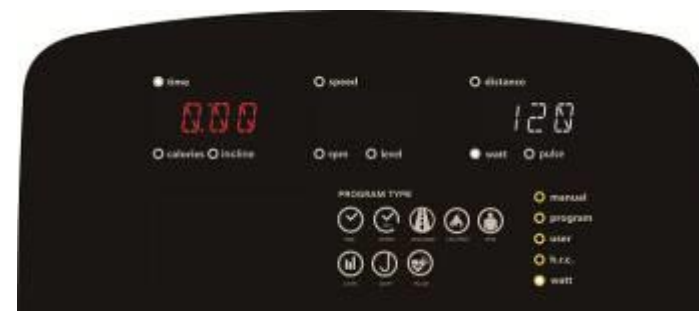 time speed distance
0:00 120
calories incline rpm level watt pulse
PROGRAM TYPE
manual
program
user
h.r.c.
watt